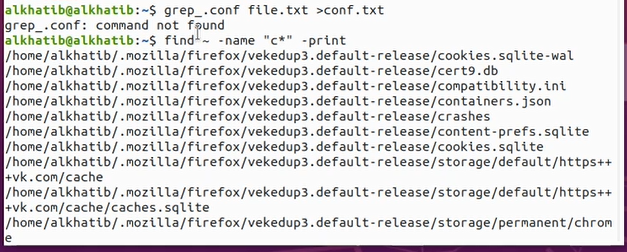 alkhatib@alkhatib:~$ grep_.conf file.txt >conf.txt
grep_.conf: command not found
alkhatib@alkhatib:~$ find ~ -name "c*" -print
/home/alkhatib/.mozilla/firefox/vekedup3.default-release/cookies.sqlite-wal
/home/alkhatib/.mozilla/firefox/vekedup3.default-release/cert9.db
/home/alkhatib/.mozilla/firefox/vekedup3.default-release/compatibility.ini
/home/alkhatib/.mozilla/firefox/vekedup3.default-release/containers.json
/home/alkhatib/.mozilla/firefox/vekedup3.default-release/crashes
/home/alkhatib/.mozilla/firefox/vekedup3.default-release/content-prefs.sqlite
/home/alkhatib/.mozilla/firefox/vekedup3.default-release/cookies.sqlite
/home/alkhatib/.mozilla/firefox/vekedup3.default-release/storage/default/https++
+vk.com/cache
/home/alkhatib/.mozilla/firefox/vekedup3.default-release/storage/default/https++
+vk.com/cache/caches.sqlite
/home/alkhatib/.mozilla/firefox/vekedup3.default-release/storage/permanent/chrom
e